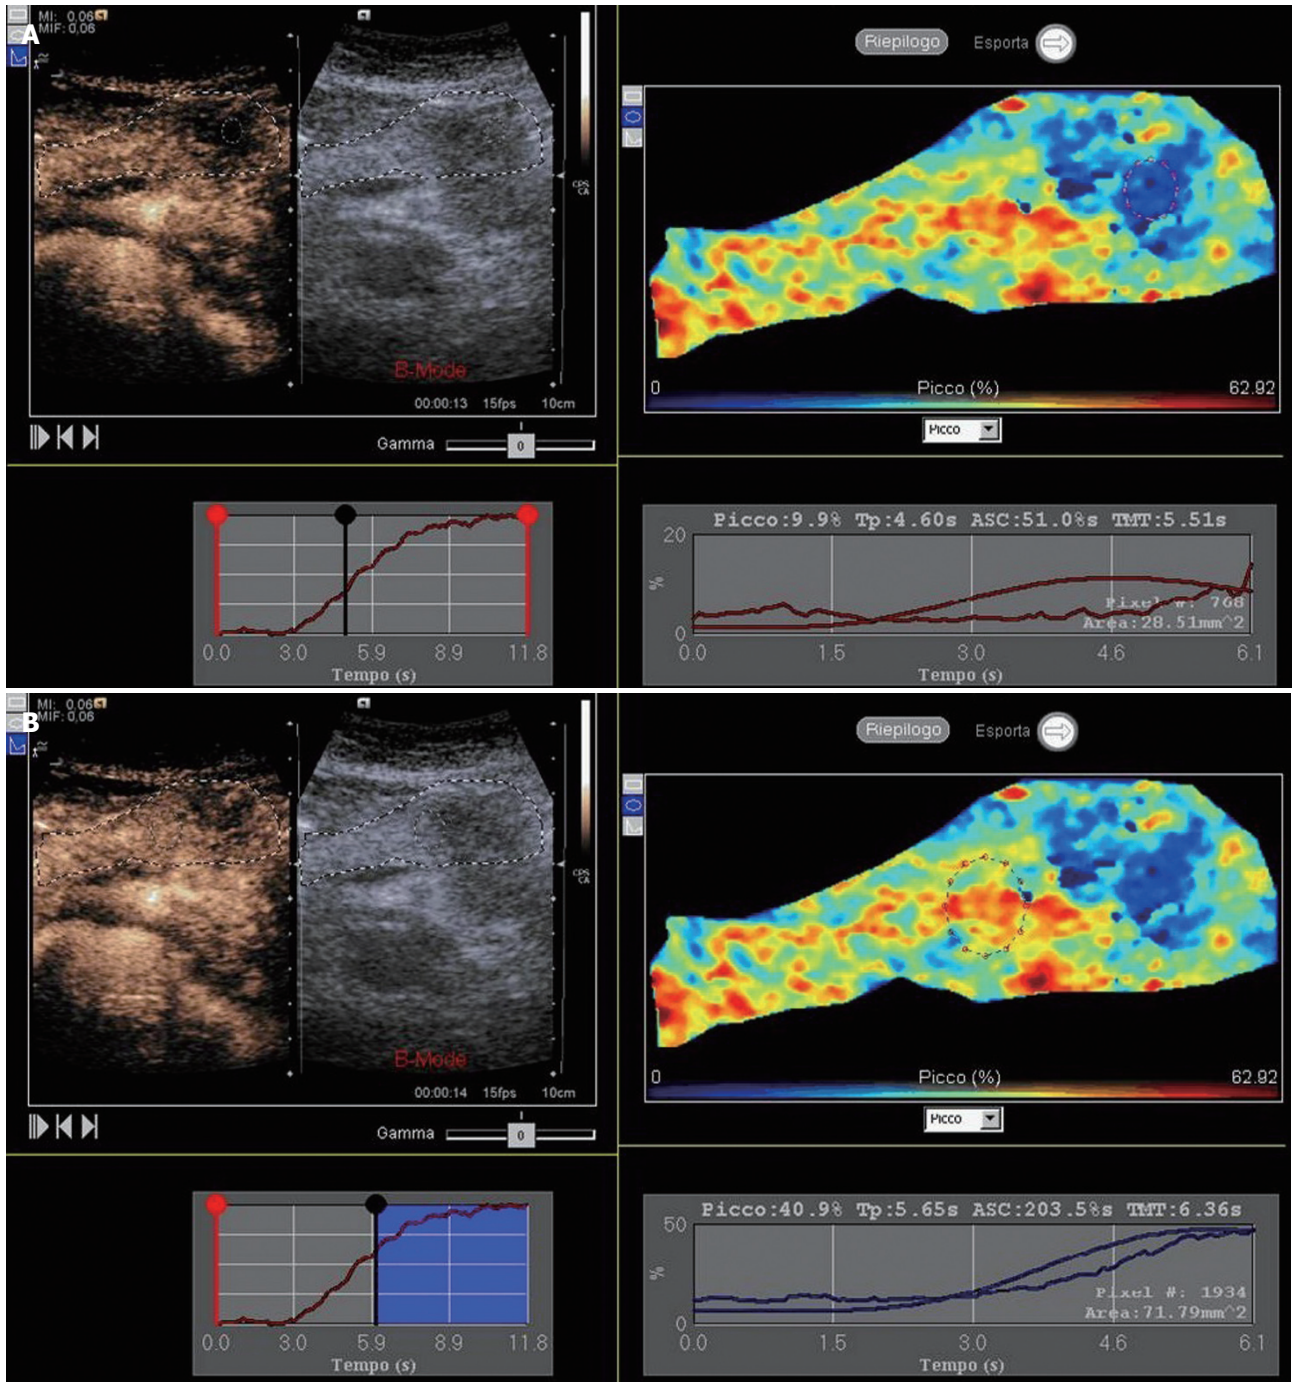 A
MI: 0,06
MIF: 0,06
CPS
CA
B-Mode
00:00:13 15fps 10cm
Gamma 0
Riepilogo Esporta
0 Picco (%) 62.92
Picco
0.0 3.0 5.9 8.9 11.8
Tempo (s)
Picco:9.9% Tp:4.60s ASC:51.0%s TMT:5.51s
20
%
Pixel #: 768
Area:28.51mm^2
0
0.0 1.5 3.0 4.6 6.1
Tempo (s)
B
MI: 0,06
MIF: 0,06
CPS
CA
B-Mode
00:00:14 15fps 10cm
Gamma 0
Riepilogo Esporta
0 Picco (%) 62.92
Picco
0.0 3.0 5.9 8.9 11.8
Tempo (s)
Picco:40.9% Tp:5.65s ASC:203.5%s TMT:6.36s
50
%
Pixel #: 1934
Area:71.79mm^2
0
0.0 1.5 3.0 4.6 6.1
Tempo (s)